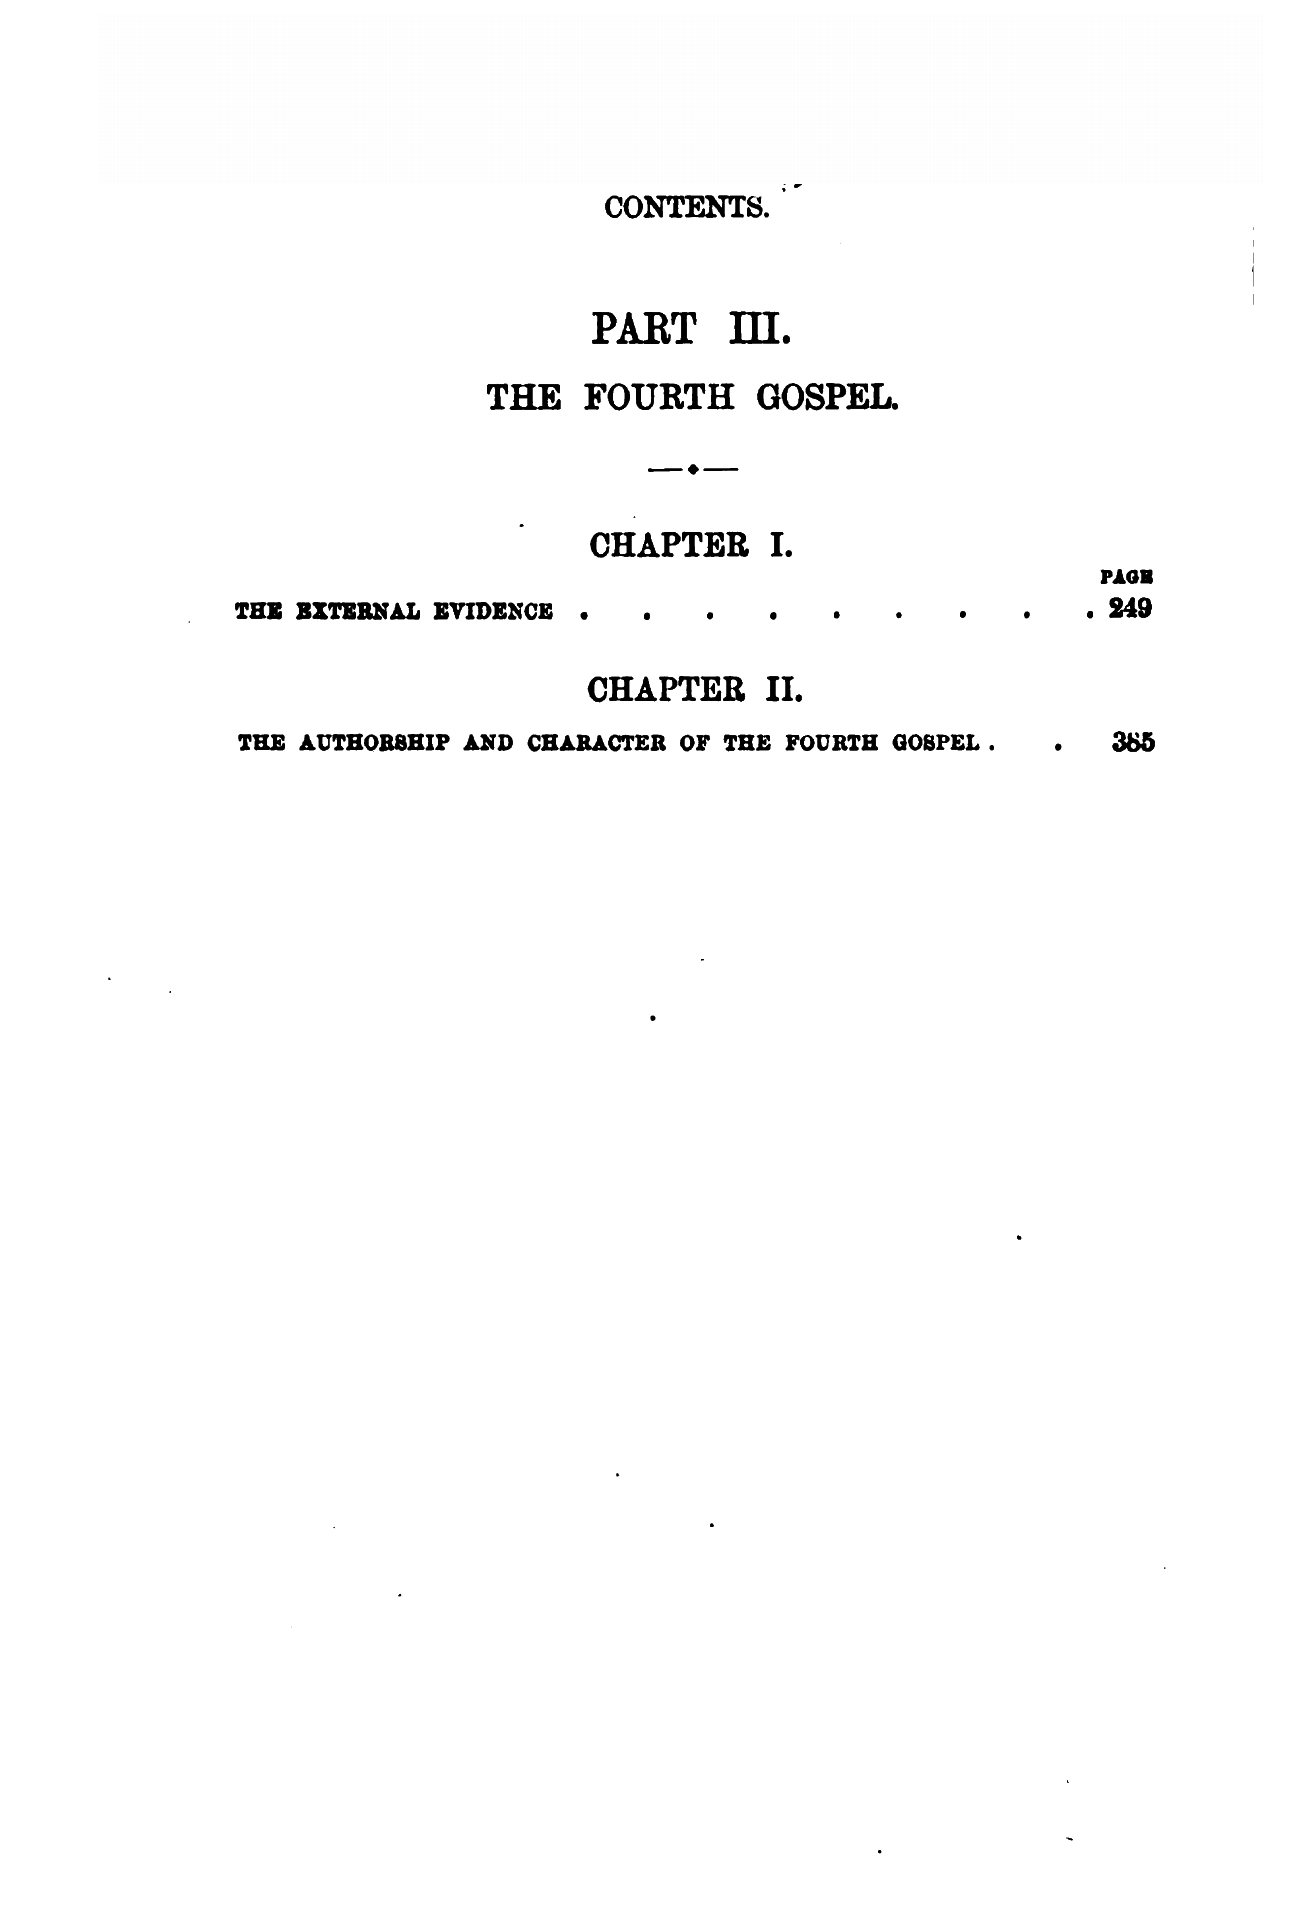 CONTENTS.
PART III.
THE FOURTH GOSPEL.
CHAPTER I.
PAGE
THE EXTERNAL EVIDENCE . . . . . . . . . 249
CHAPTER II.
THE AUTHORSHIP AND CHARACTER OF THE FOURTH GOSPEL . . 385